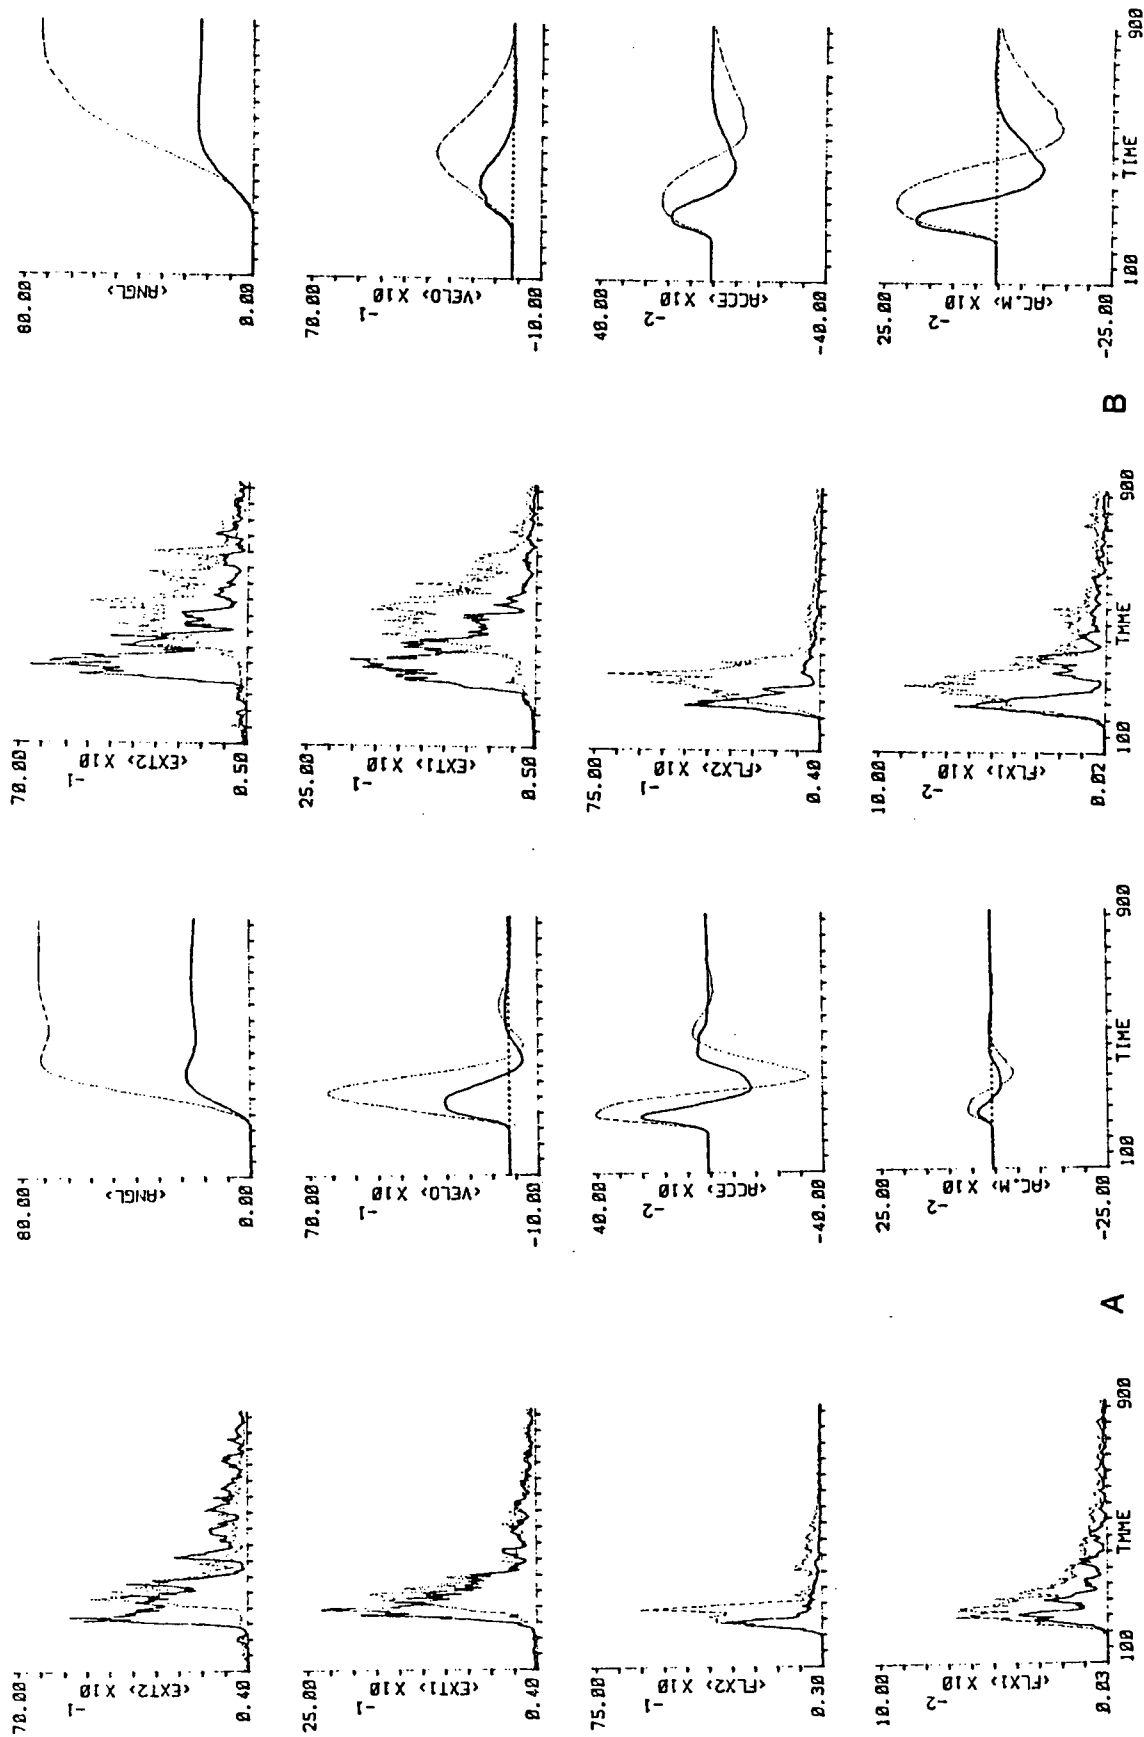 70.00
<EXT2> X10
-1
0.40
25.00
<EXT1> X10
-1
0.40
75.00
<FLX2> X10
-1
0.30
10.00
<FLX1> X10
-2
0.03
100 TMME 900
80.00
<ANGL>
0.00
70.00
<VELO> X10
-1
-10.00
40.00
<ACCE> X10
-2
-40.00
25.00
<AC.M> X10
-2
-25.00
100 TIME 900
A
70.00
<EXT2> X10
-1
0.50
25.00
<EXT1> X10
-1
0.50
75.00
<FLX2> X10
-1
0.40
10.00
<FLX1> X10
-2
0.02
100 TMME 900
80.00
<ANGL>
0.00
70.00
<VELO> X10
-1
-10.00
40.00
<ACCE> X10
-2
-40.00
25.00
<AC.M> X10
-2
-25.00
100 TIME 900
B